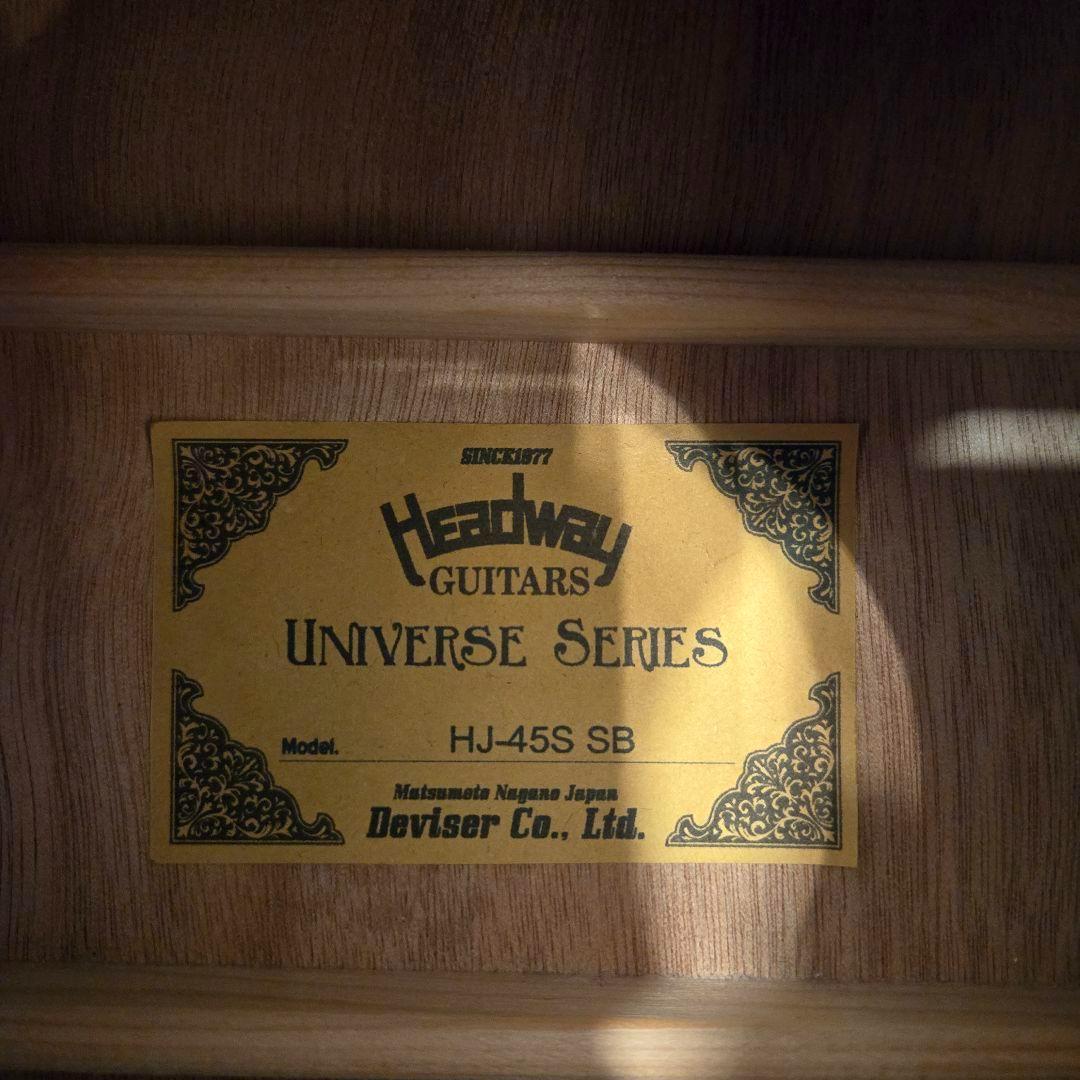 SINCE1977
Headway
GUITARS
UNIVERSE SERIES
Model. HJ-45S SB
Matsumoto Nagano Japan
Deviser Co., Ltd.